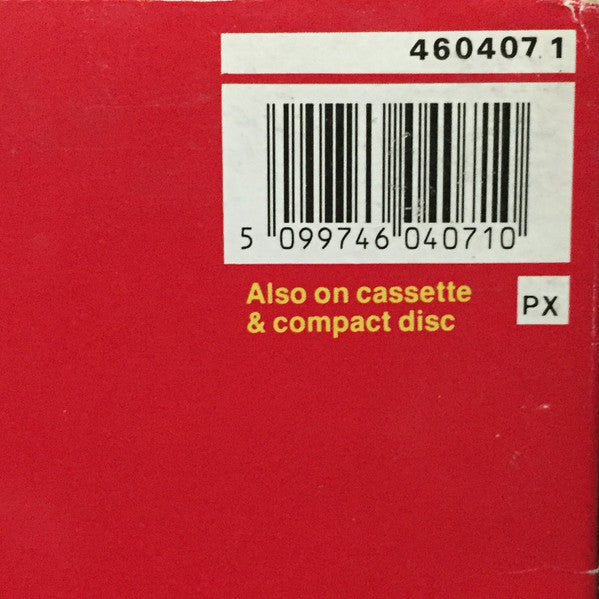 460407 1
5 099746 040710
Also on cassette
& compact disc
PX